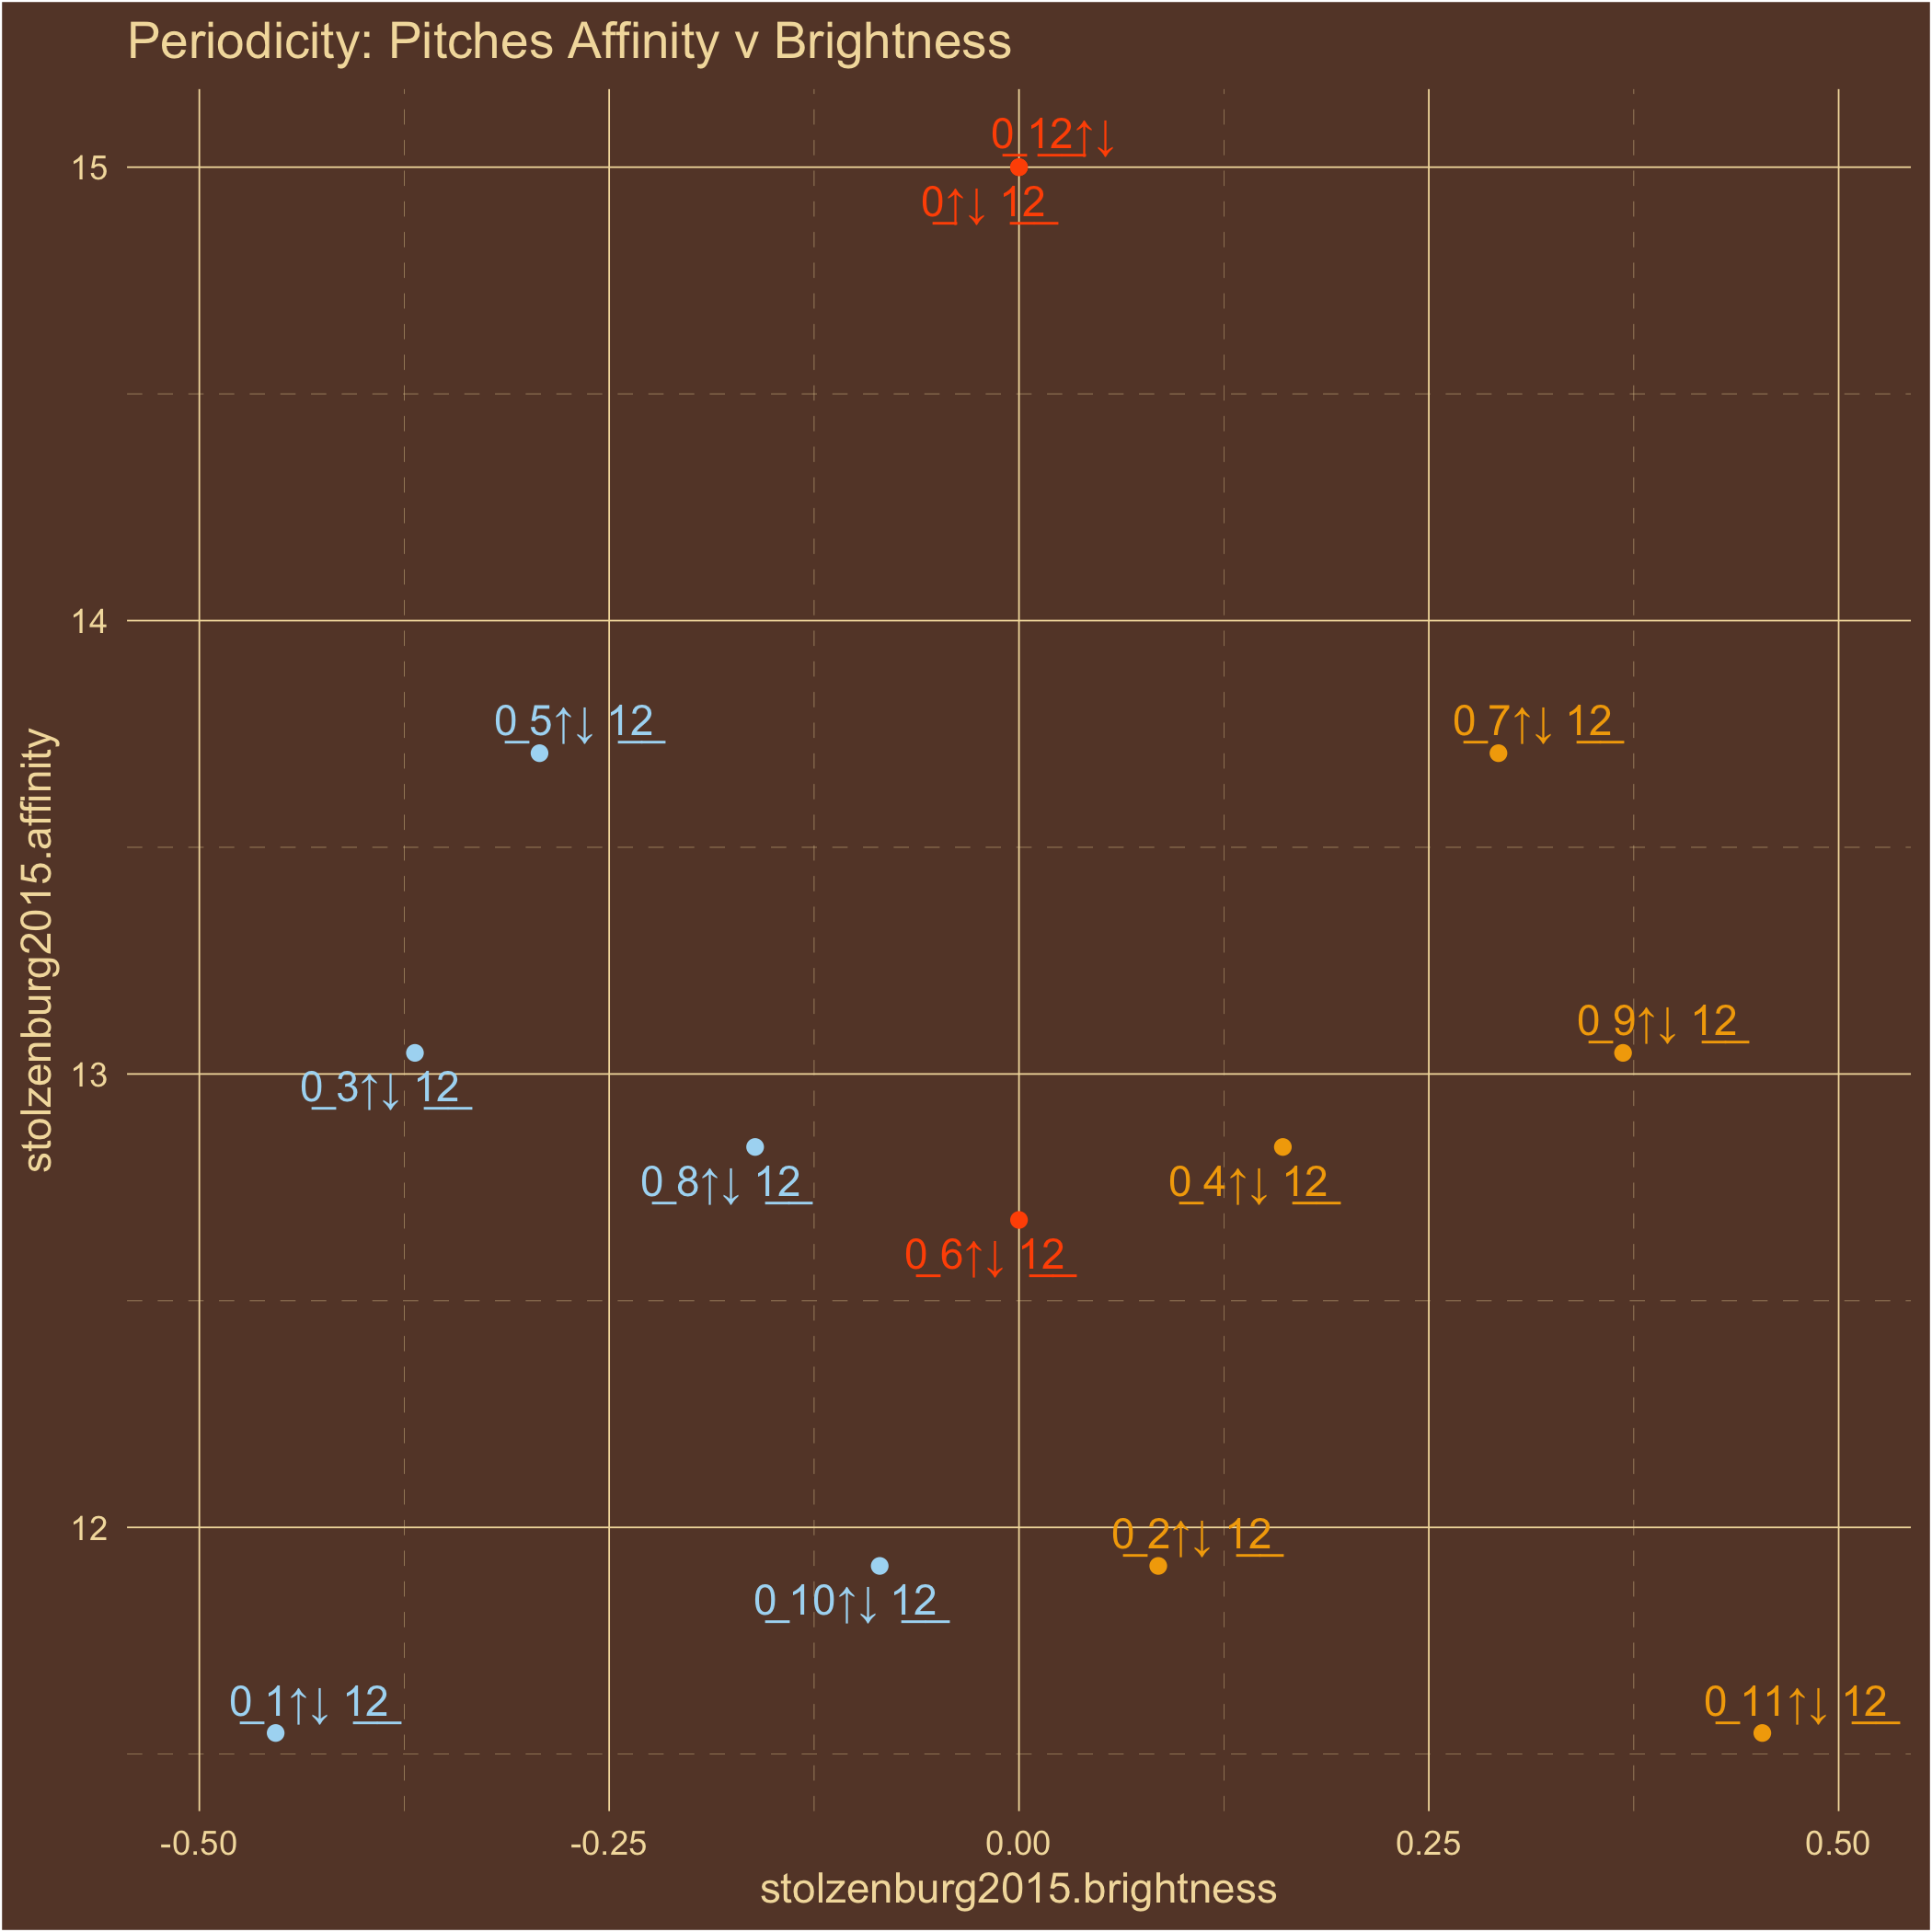 Periodicity: Pitches Affinity v Brightness
0 12↑↓
15
0↑↓ 12
14
0 5↑↓ 12
0 7↑↓ 12
0 9↑↓ 12
13
0 3↑↓ 12
0 8↑↓ 12
0 4↑↓ 12
0 6↑↓ 12
12
0 2↑↓ 12
0 10↑↓ 12
0 1↑↓ 12
0 11↑↓ 12
stolzenburg2015.affinity
-0.50
-0.25
0.00
0.25
0.50
stolzenburg2015.brightness